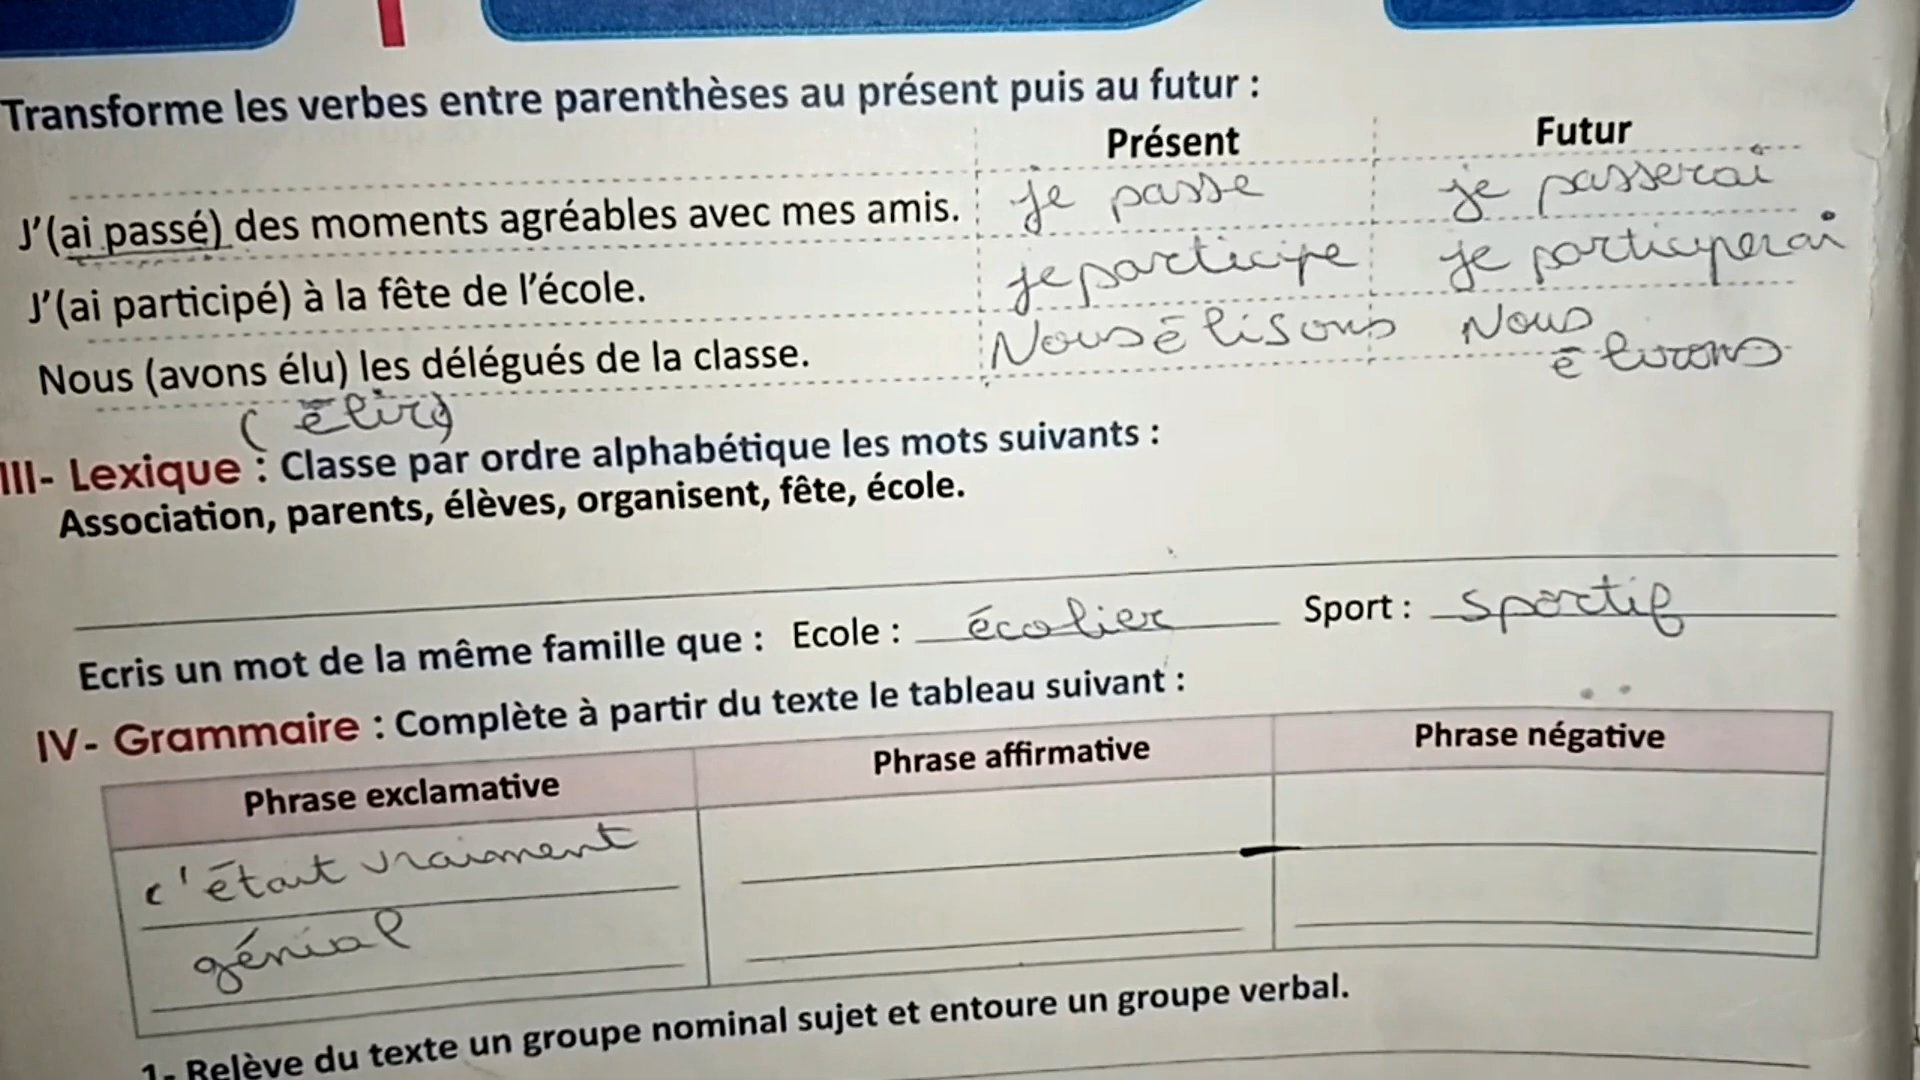 Transforme les verbes entre parenthèses au présent puis au futur :
Présent Futur
J'(ai passé) des moments agréables avec mes amis. je passe je passerai
J'(ai participé) à la fête de l'école. je participe je participerai
Nous (avons élu) les délégués de la classe. Nous élisons Nous
élirons
(élire)
III- Lexique : Classe par ordre alphabétique les mots suivants :
Association, parents, élèves, organisent, fête, école.
Ecris un mot de la même famille que : Ecole : écolier Sport : sportif
IV- Grammaire : Complète à partir du texte le tableau suivant :
Phrase exclamative Phrase affirmative Phrase négative
c'était vraiment
génial
1- Relève du texte un groupe nominal sujet et entoure un groupe verbal.